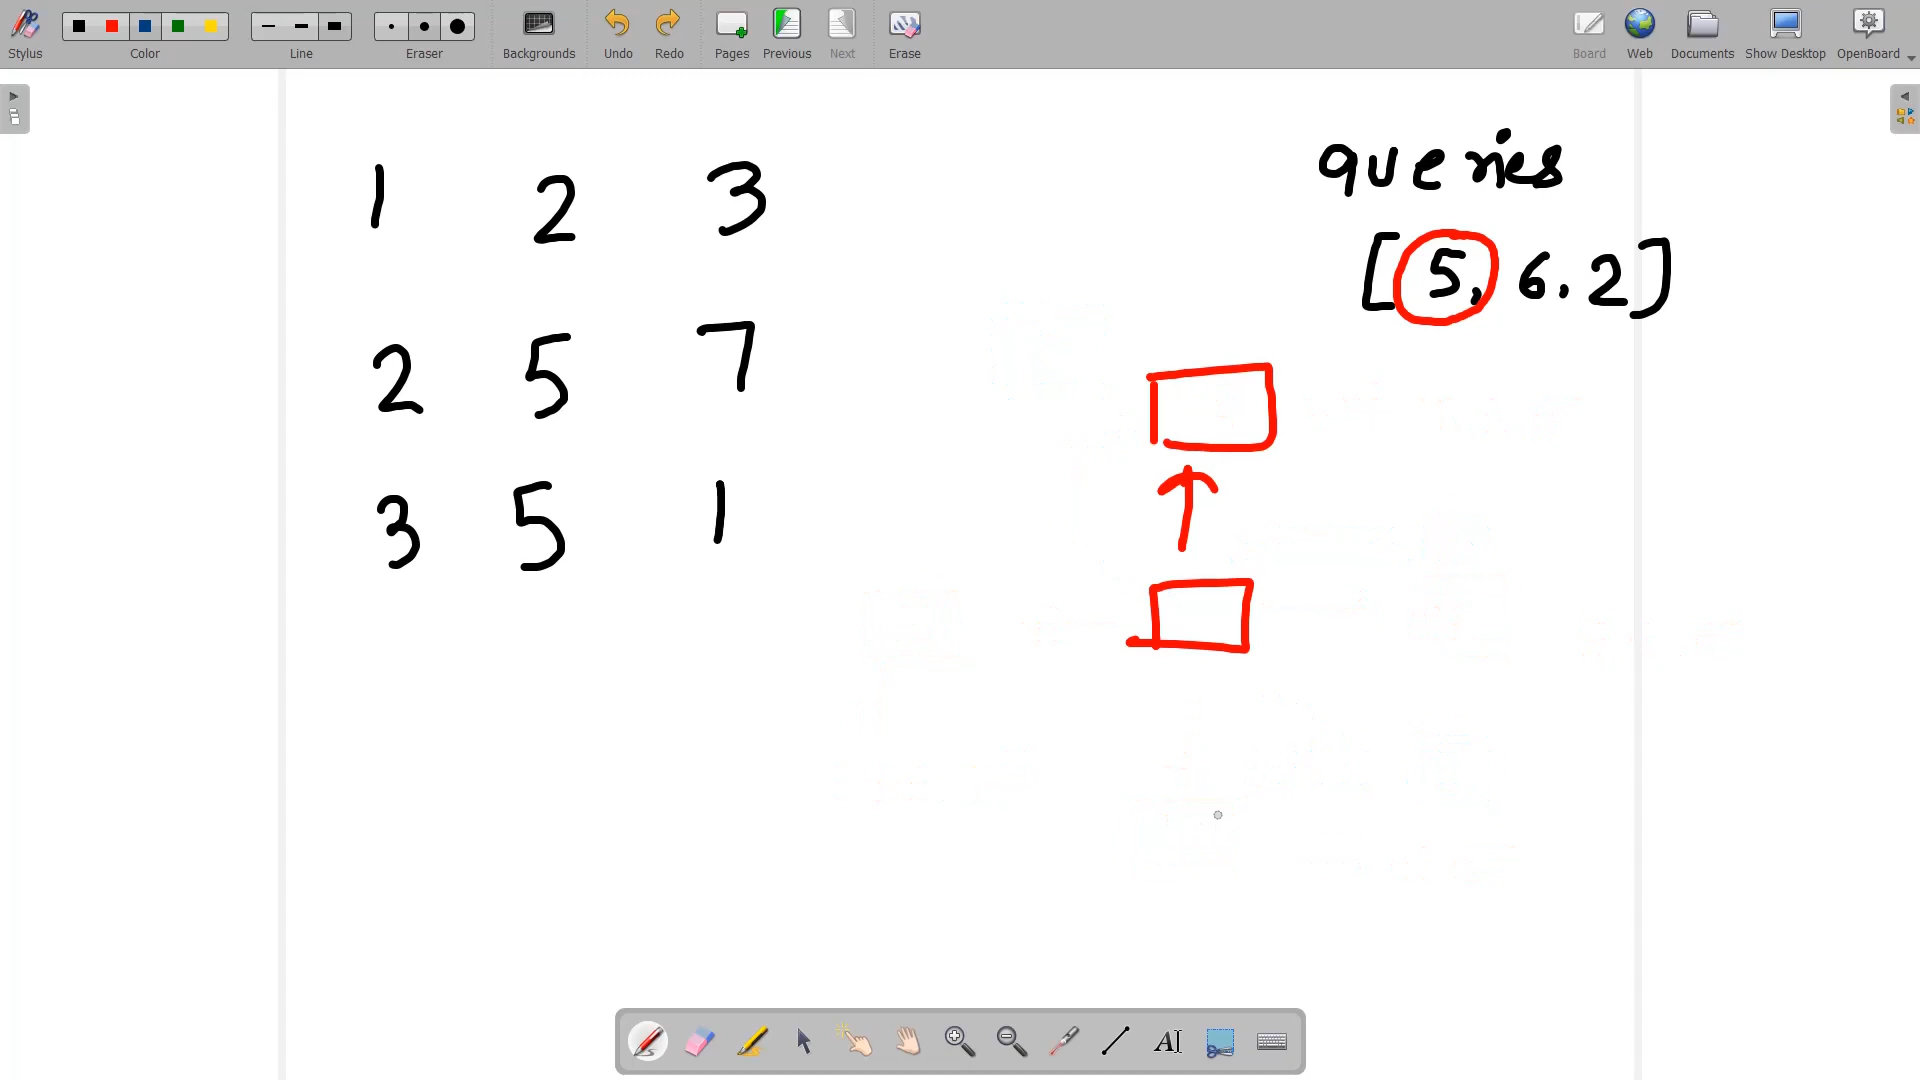 Stylus Color Line Eraser Backgrounds Undo Redo Pages Previous Next Erase Board Web Documents Show Desktop OpenBoard
queries
[5, 6. 2]
1 2 3
2 5 7
3 5 1